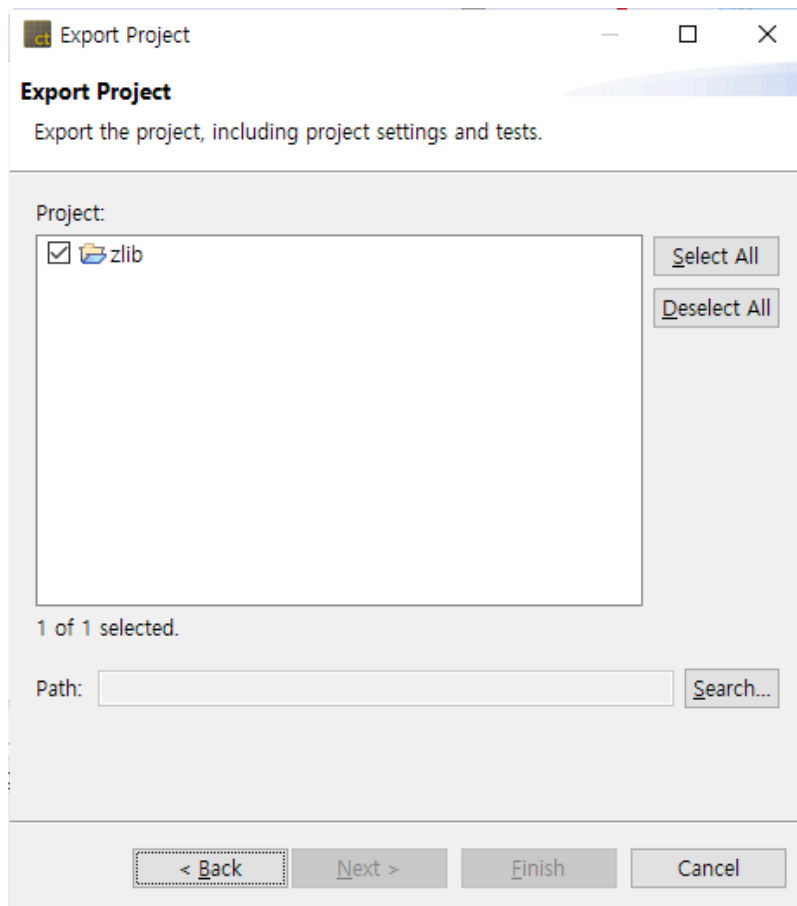 ct Export Project
Export Project
Export the project, including project settings and tests.
Project:
zlib
Select All
Deselect All
1 of 1 selected.
Path:
Search...
< Back Next > Finish Cancel